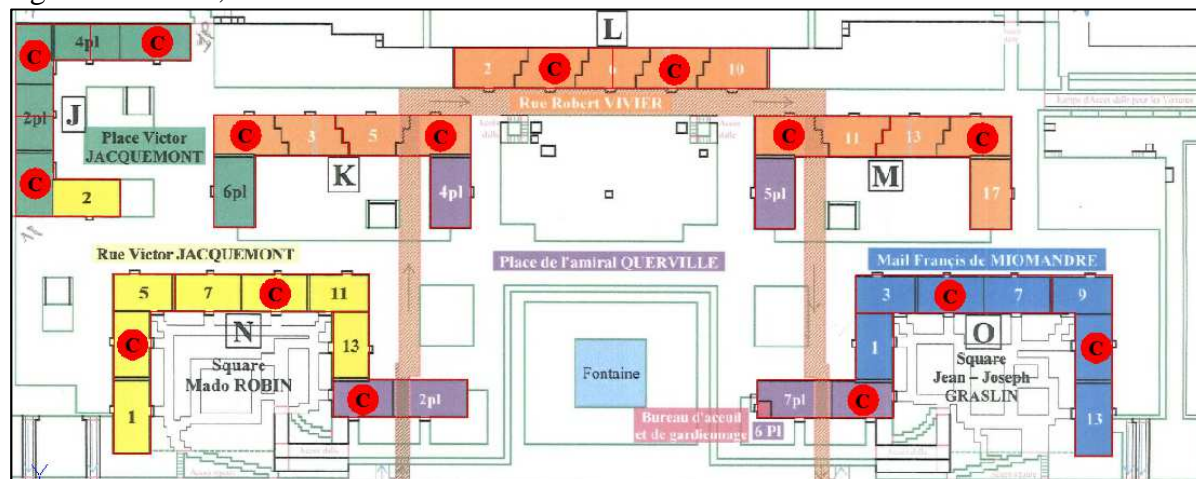 L
4pl
C
C
2
C
6
C
10
J
Rue Robert VIVIER
2pl
Place Victor
JACQUEMONT
C
3
5
C
C
11
13
C
K
M
C
2
6pl
4pl
5pl
17
Rue Victor JACQUEMONT
Place de l'amiral QUERVILLE
Mail Françis de MIOMANDRE
5
7
C
11
3
C
7
9
C
N
13
1
O
C
Square
Mado ROBIN
Fontaine
Square
Jean – Joseph
GRASLIN
1
C
2pl
7pl
C
13
Bureau d'aceuil
et de gardiennage
6 Pl